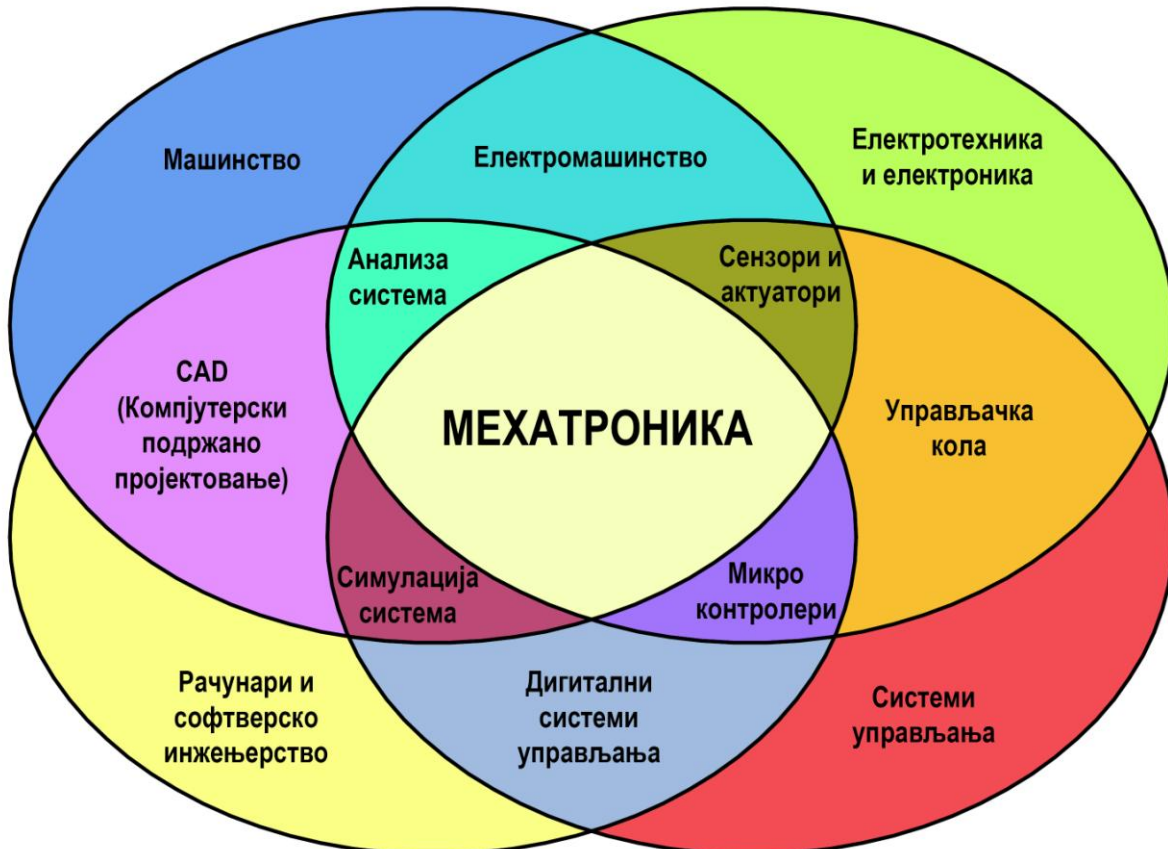 Машинство
Електромашинство
Електротехника
и електроника
Анализа
система
Сензори и
актуатори
CAD
(Компјутерски
подржано
пројектовање)
МЕХАТРОНИКА
Управљачка
кола
Симулација
система
Микро
контролери
Рачунари и
софтверско
инжењерство
Дигитални
системи
управљања
Системи
управљања